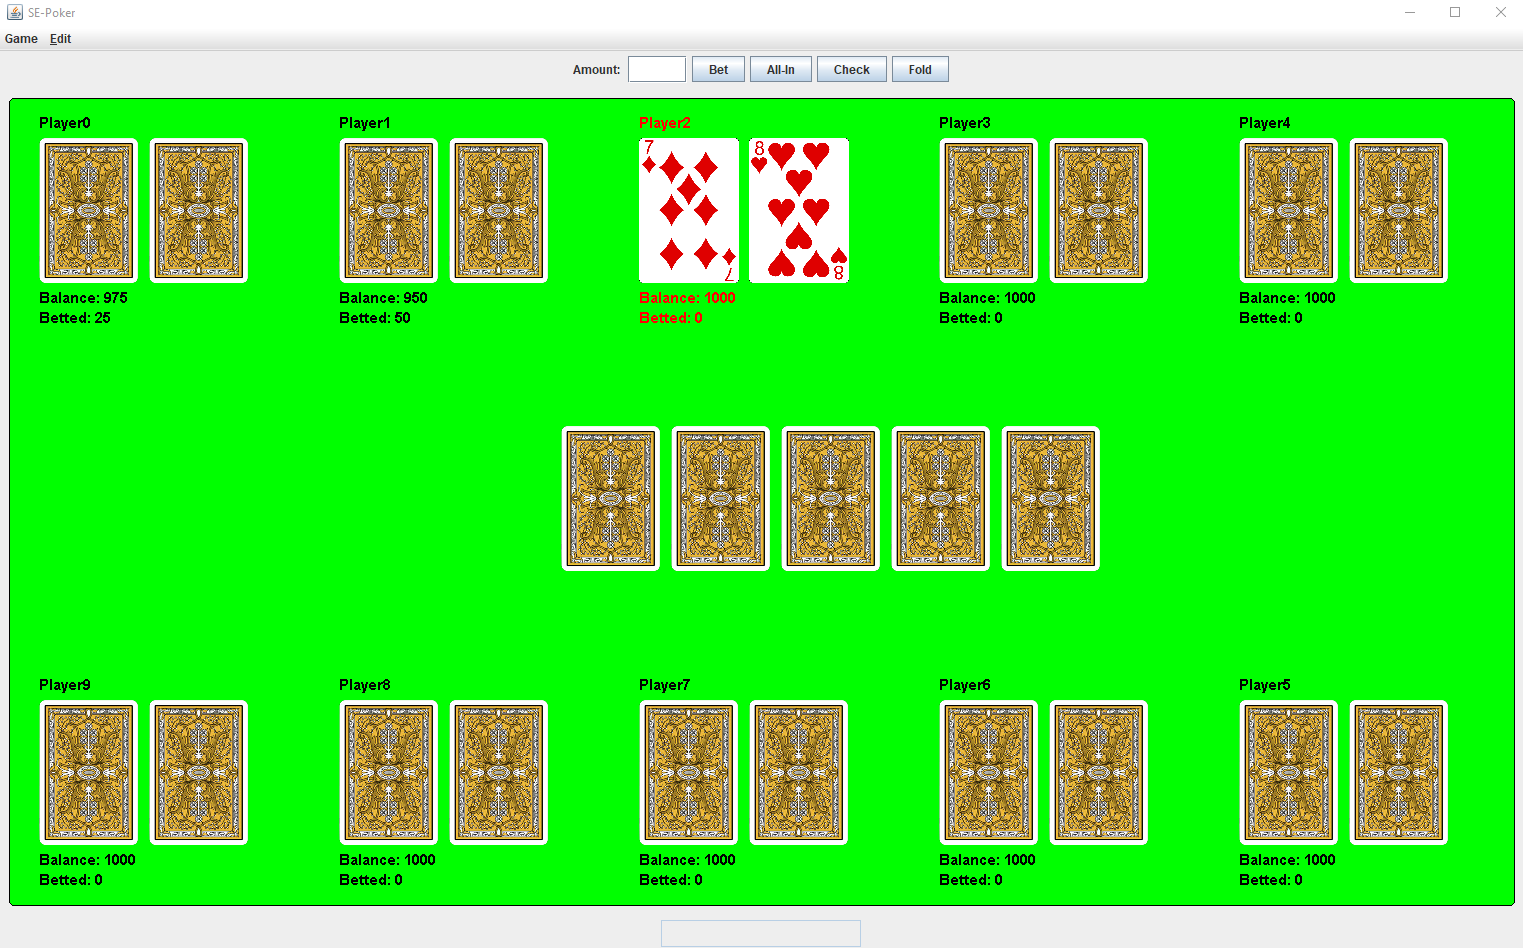 SE-Poker
Game Edit
Amount: Bet All-In Check Fold
Player0 Player1 Player2 Player3 Player4
7 8
7 8
Balance: 975 Balance: 950 Balance: 1000 Balance: 1000 Balance: 1000
Betted: 25 Betted: 50 Betted: 0 Betted: 0 Betted: 0
Player9 Player8 Player7 Player6 Player5
Balance: 1000 Balance: 1000 Balance: 1000 Balance: 1000 Balance: 1000
Betted: 0 Betted: 0 Betted: 0 Betted: 0 Betted: 0